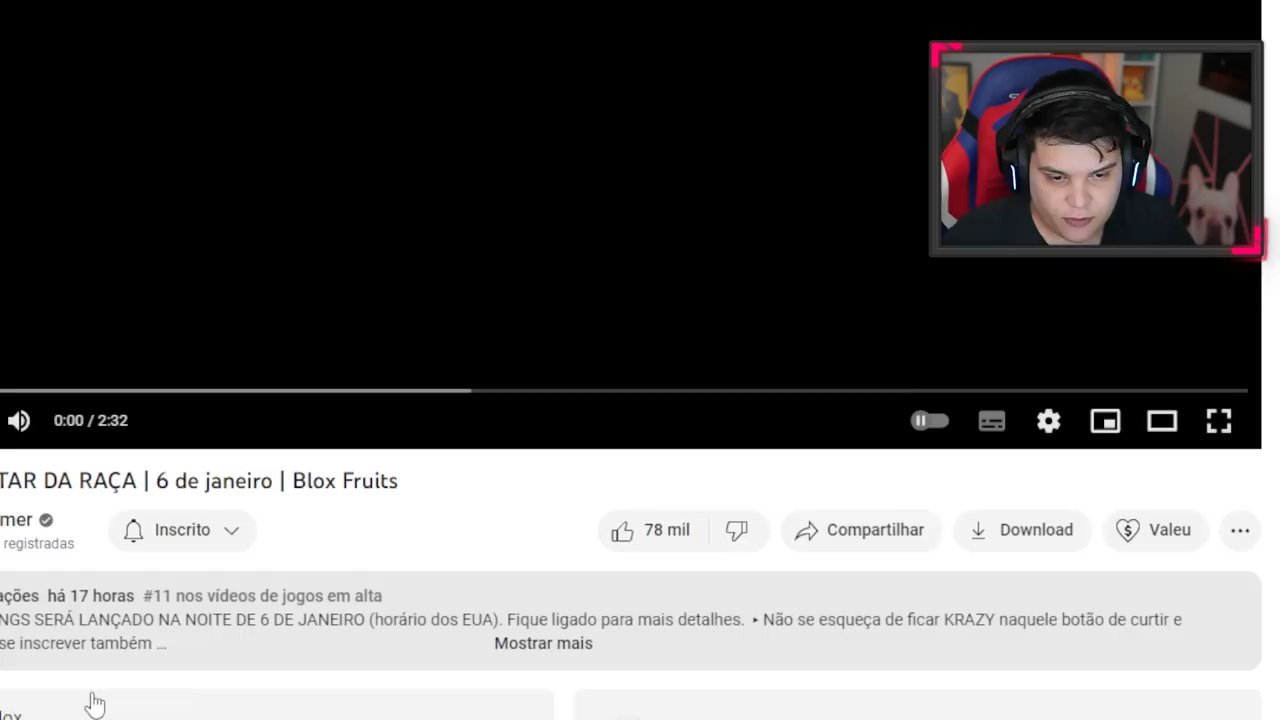 0:00 / 2:32
TAR DA RAÇA | 6 de janeiro | Blox Fruits
mer
registradas
Inscrito
78 mil
Compartilhar
Download
Valeu
ações há 17 horas #11 nos vídeos de jogos em alta
NGS SERÁ LANÇADO NA NOITE DE 6 DE JANEIRO (horário dos EUA). Fique ligado para mais detalhes. ‣ Não se esqueça de ficar KRAZY naquele botão de curtir e
se inscrever também ...
Mostrar mais
lox